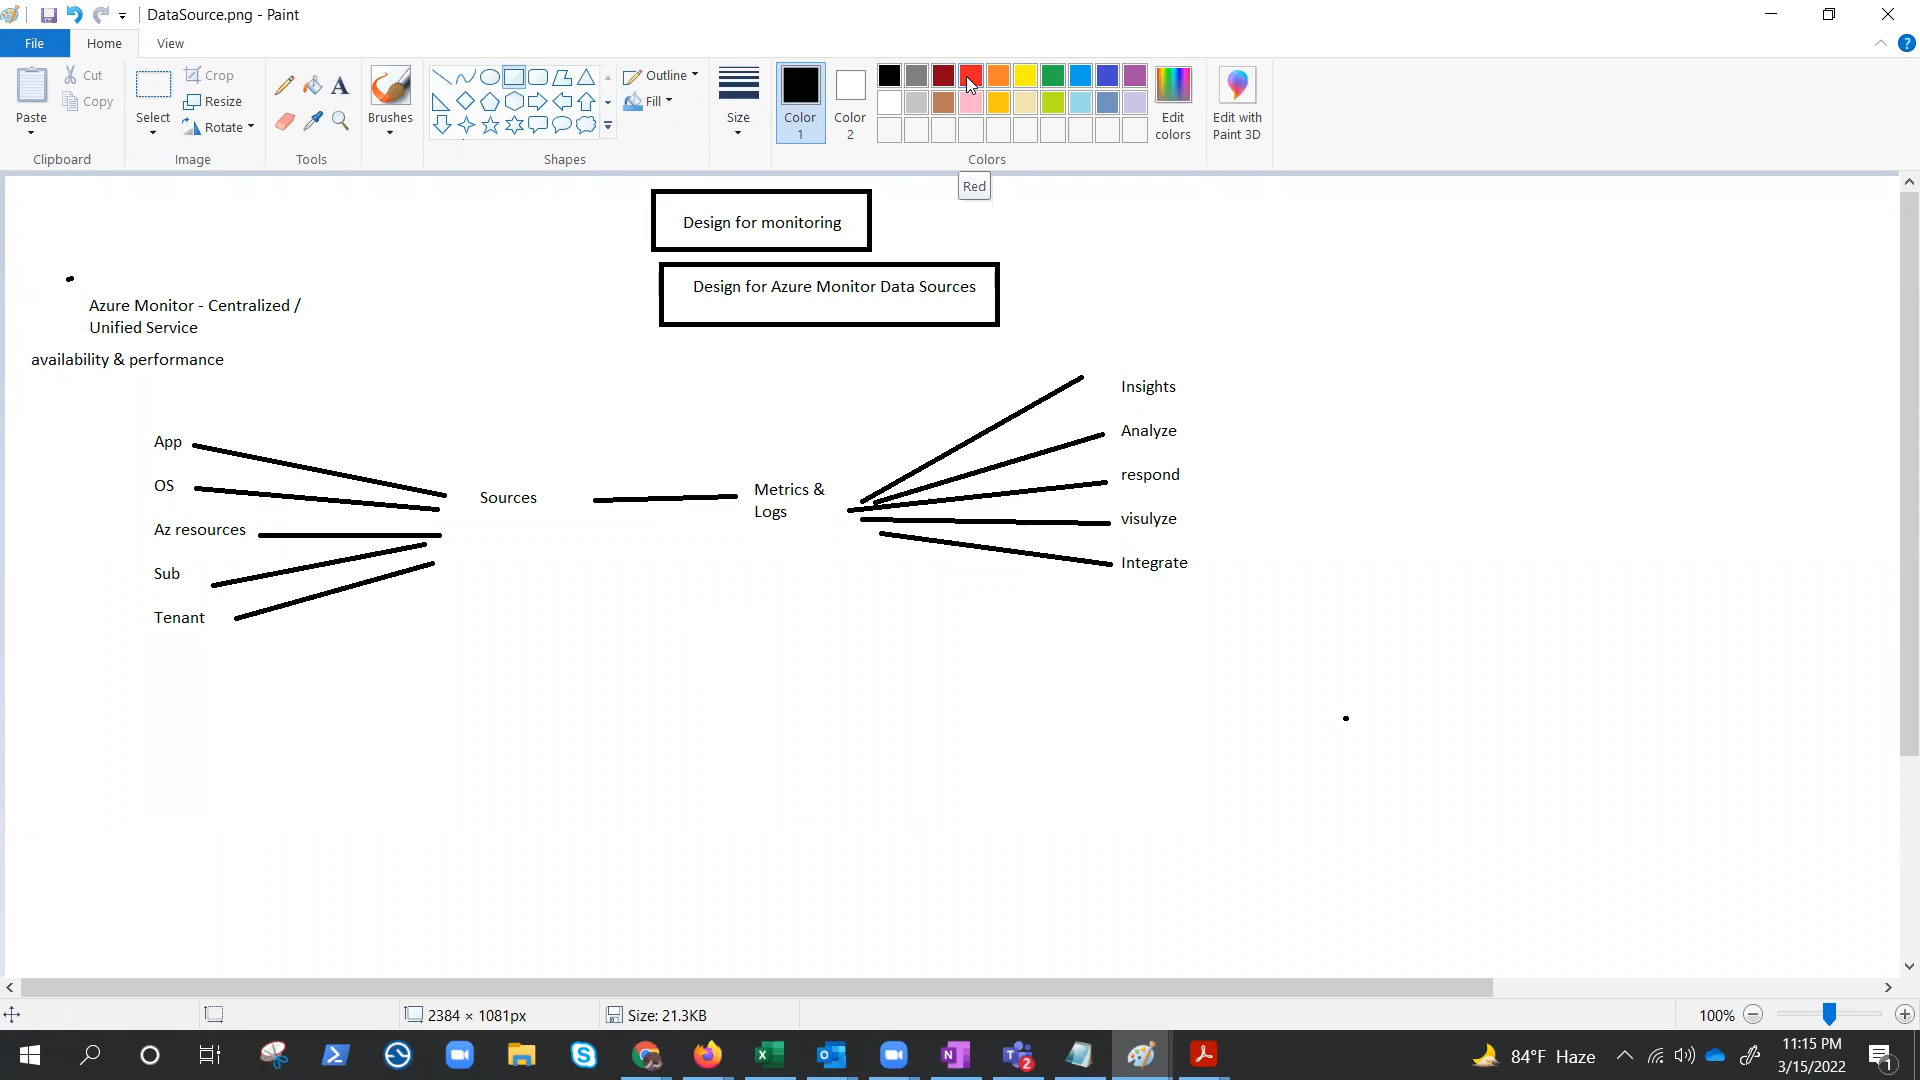 DataSource.png - Paint
File
Home
View
Paste
Cut
Copy
Clipboard
Select
Crop
Resize
Rotate
Image
Tools
Brushes
Shapes
Outline
Fill
Size
Color
1
Color
2
Colors
Edit
colors
Edit with
Paint 3D
Red
Design for monitoring
Design for Azure Monitor Data Sources
Azure Monitor - Centralized /
Unified Service
availability & performance
App
OS
Az resources
Sub
Tenant
Sources
Metrics &
Logs
Insights
Analyze
respond
visulyze
Integrate
2384 × 1081px
Size: 21.3KB
100%
84°F Haze
11:15 PM
3/15/2022
2
1